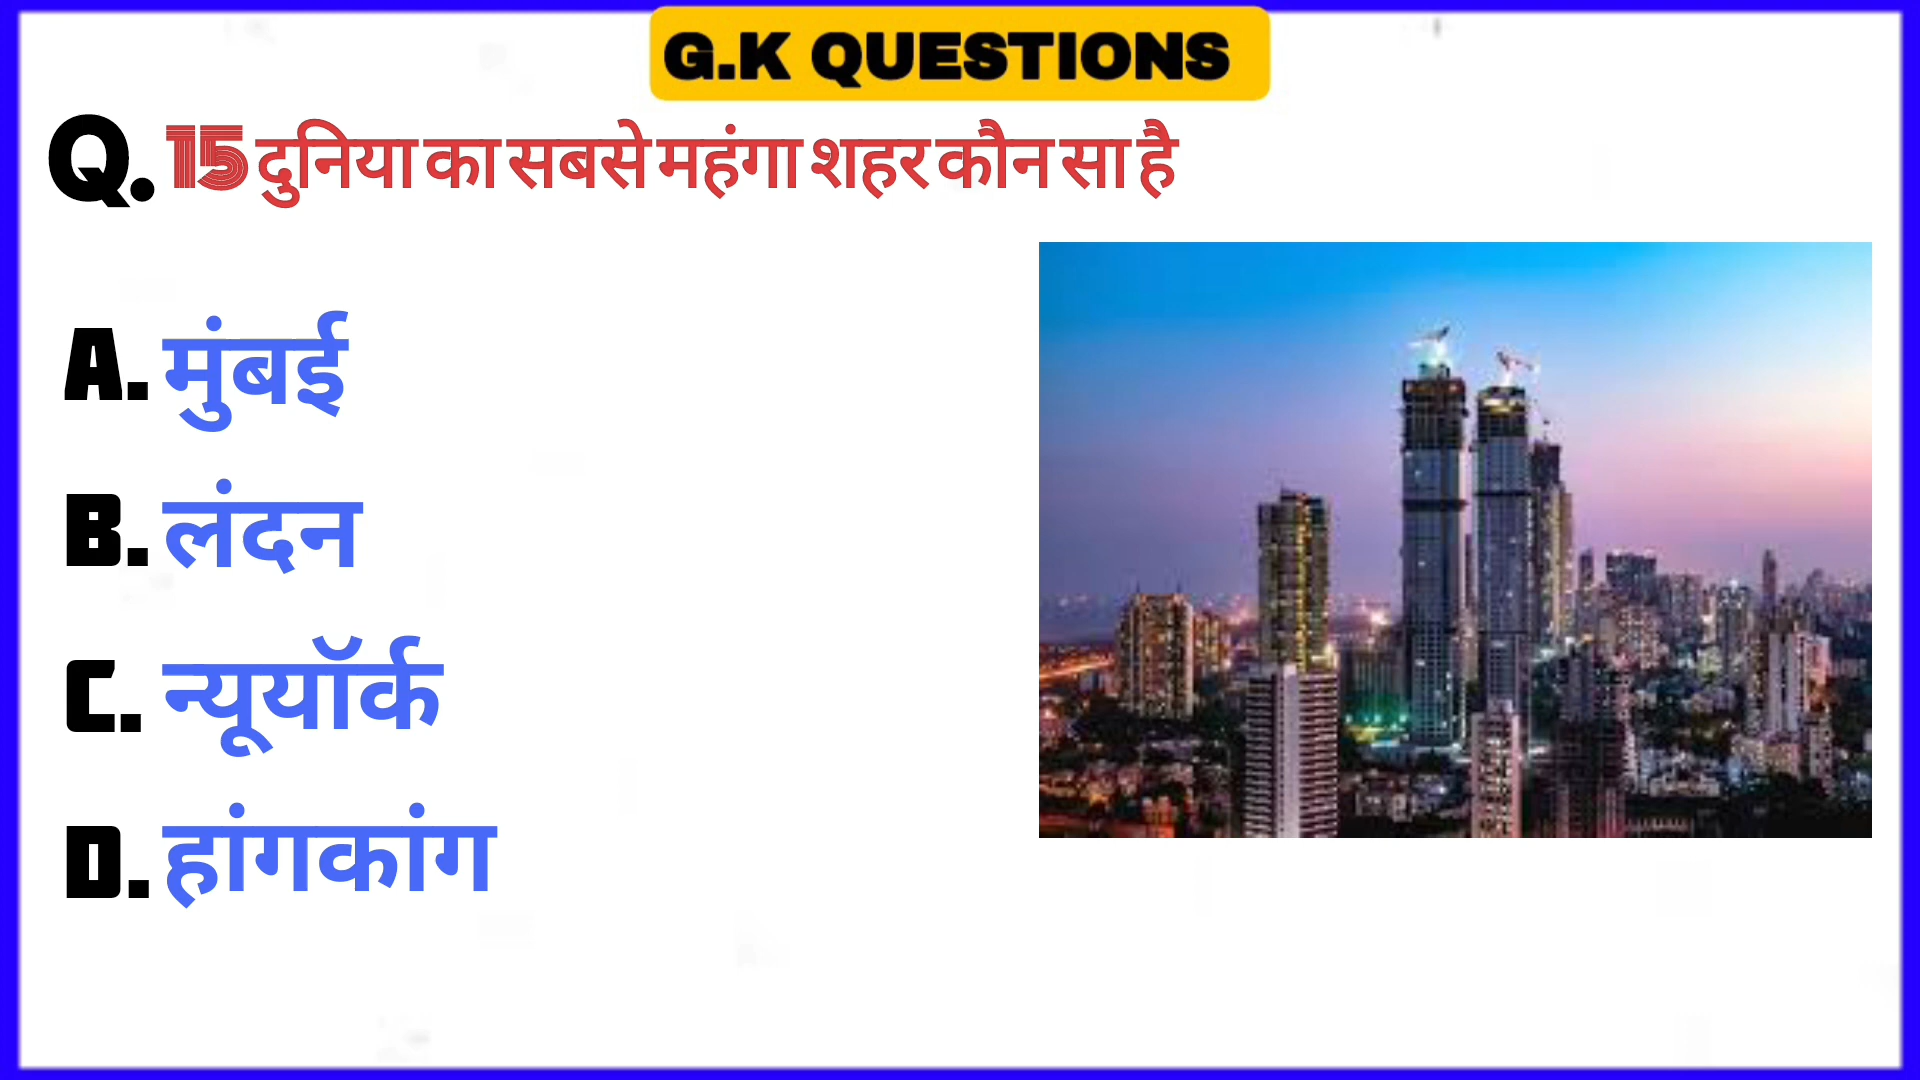 G.K QUESTIONS
Q. 15 दुनिया का सबसे महंगा शहर कौन सा है
A. मुंबई
B. लंदन
C. न्यूयॉर्क
D. हांगकांग